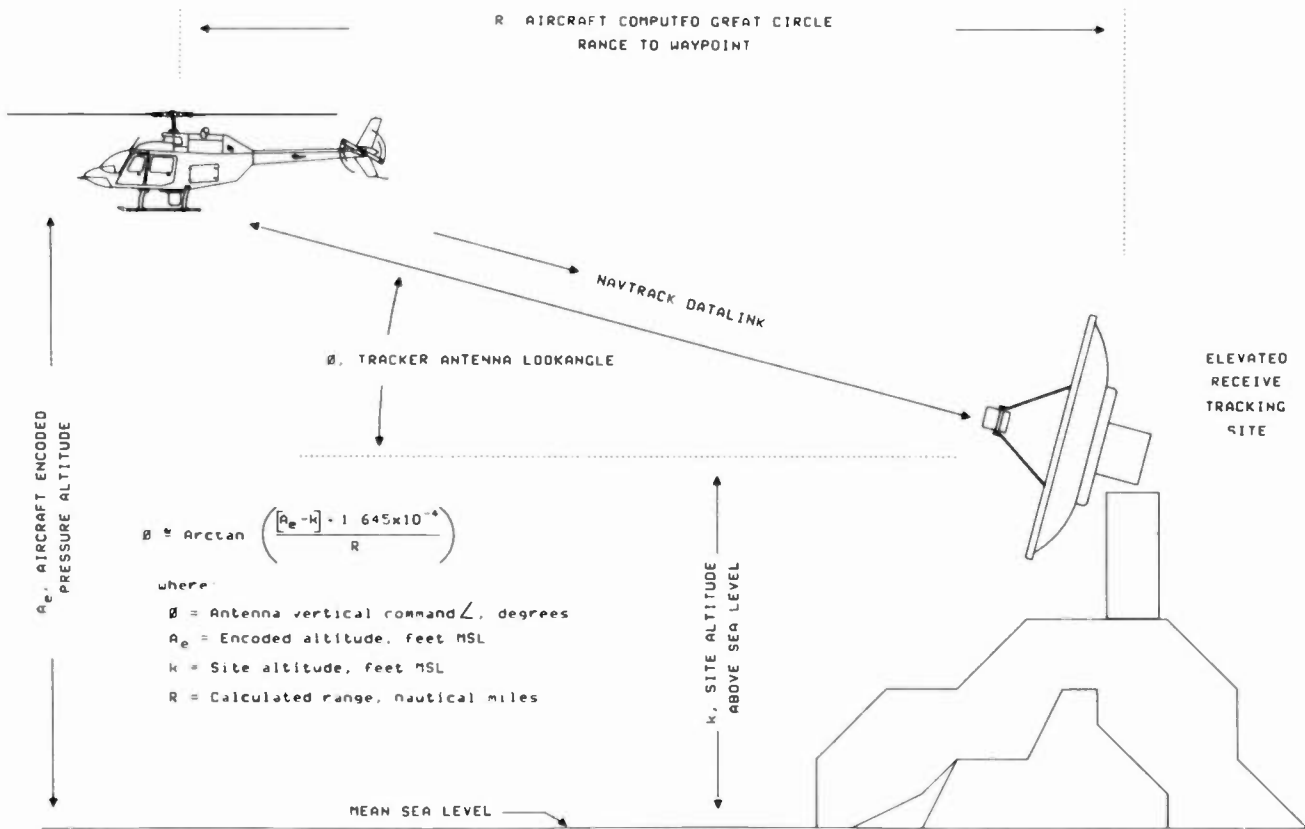 R  AIRCRAFT COMPUTED GREAT CIRCLE
RANGE TO WAYPOINT
NAVTRACK DATALINK
Ø, TRACKER ANTENNA LOOKANGLE
ELEVATED
RECEIVE
TRACKING
SITE
Ae, AIRCRAFT ENCODED
PRESSURE ALTITUDE
Ø ≅ Arctan ( [Ae-k] · 1 645x10⁻⁴ / R )
where
Ø = Antenna vertical command ∠, degrees
Ae = Encoded altitude, feet MSL
k = Site altitude, feet MSL
R = Calculated range, nautical miles
k, SITE ALTITUDE
ABOVE SEA LEVEL
MEAN SEA LEVEL